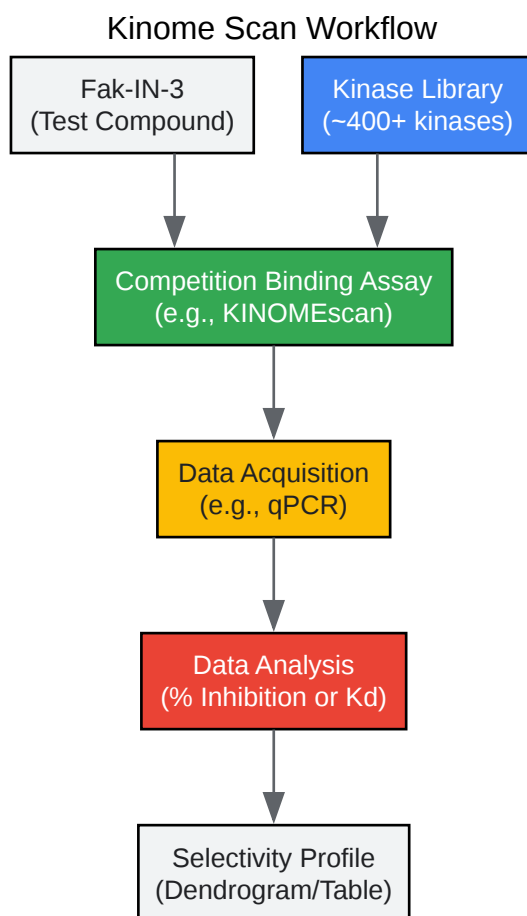 Kinome Scan Workflow
Fak-IN-3
(Test Compound)
Kinase Library
(~400+ kinases)
Competition Binding Assay
(e.g., KINOMEscan)
Data Acquisition
(e.g., qPCR)
Data Analysis
(% Inhibition or Kd)
Selectivity Profile
(Dendrogram/Table)